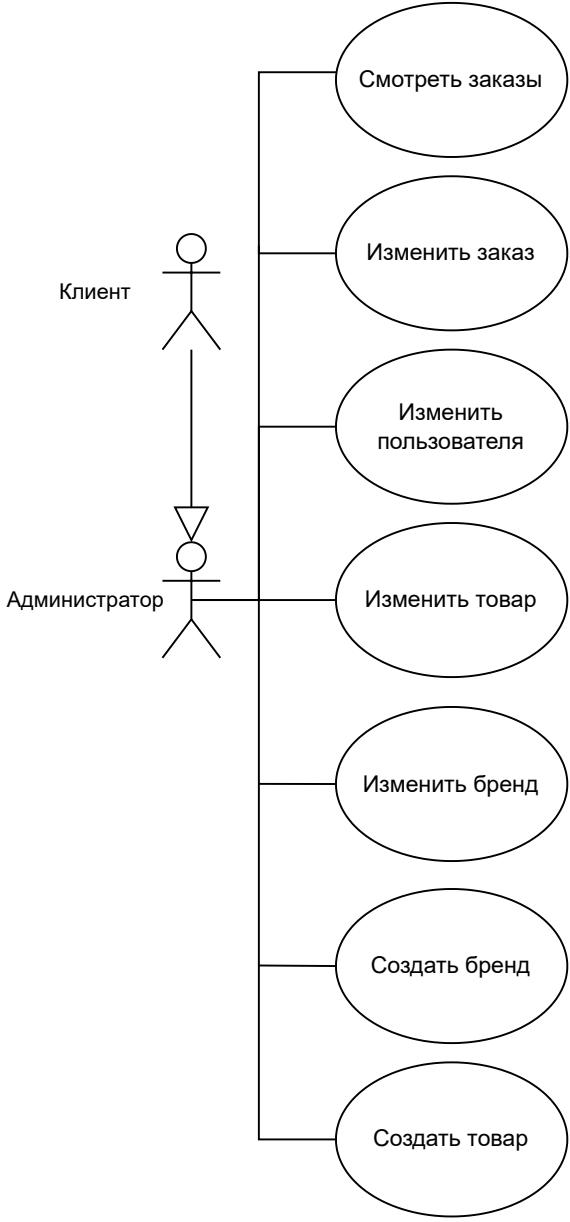 Смотреть заказы
Изменить заказ
Клиент
Изменить
пользователя
Администратор
Изменить товар
Изменить бренд
Создать бренд
Создать товар